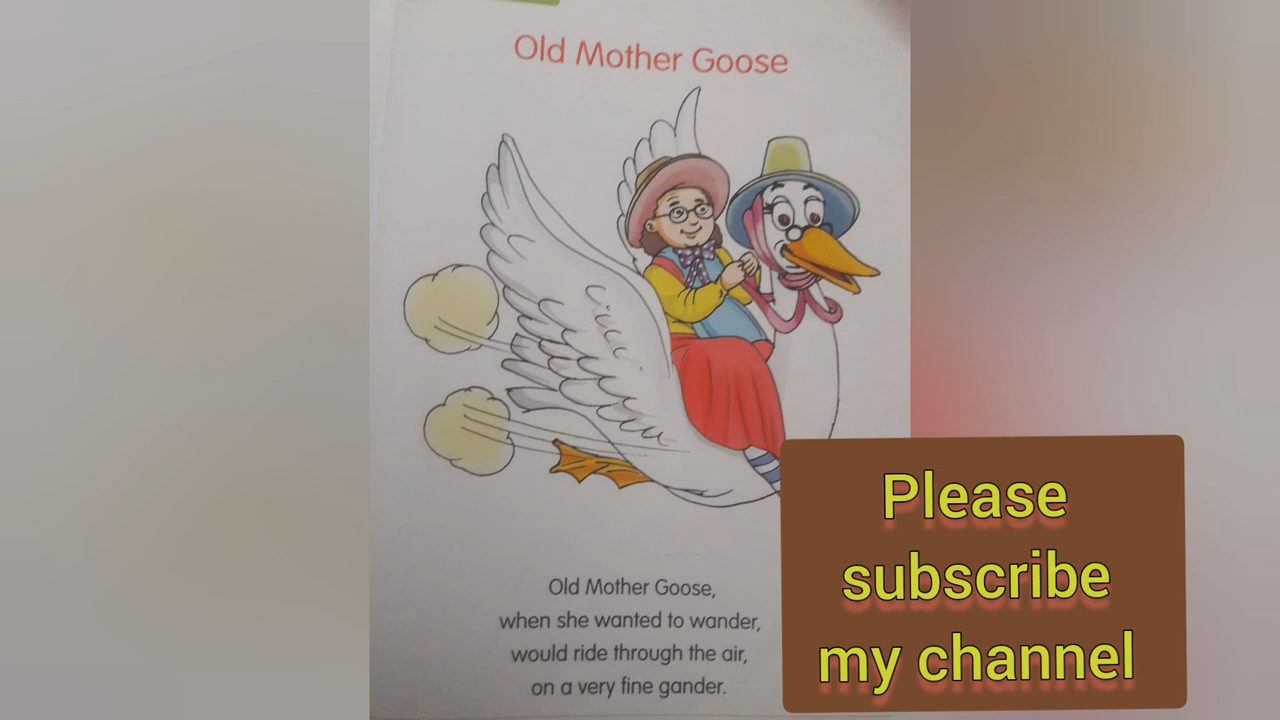 Old Mother Goose
Old Mother Goose,
when she wanted to wander,
would ride through the air,
on a very fine gander.
Please
subscribe
my channel